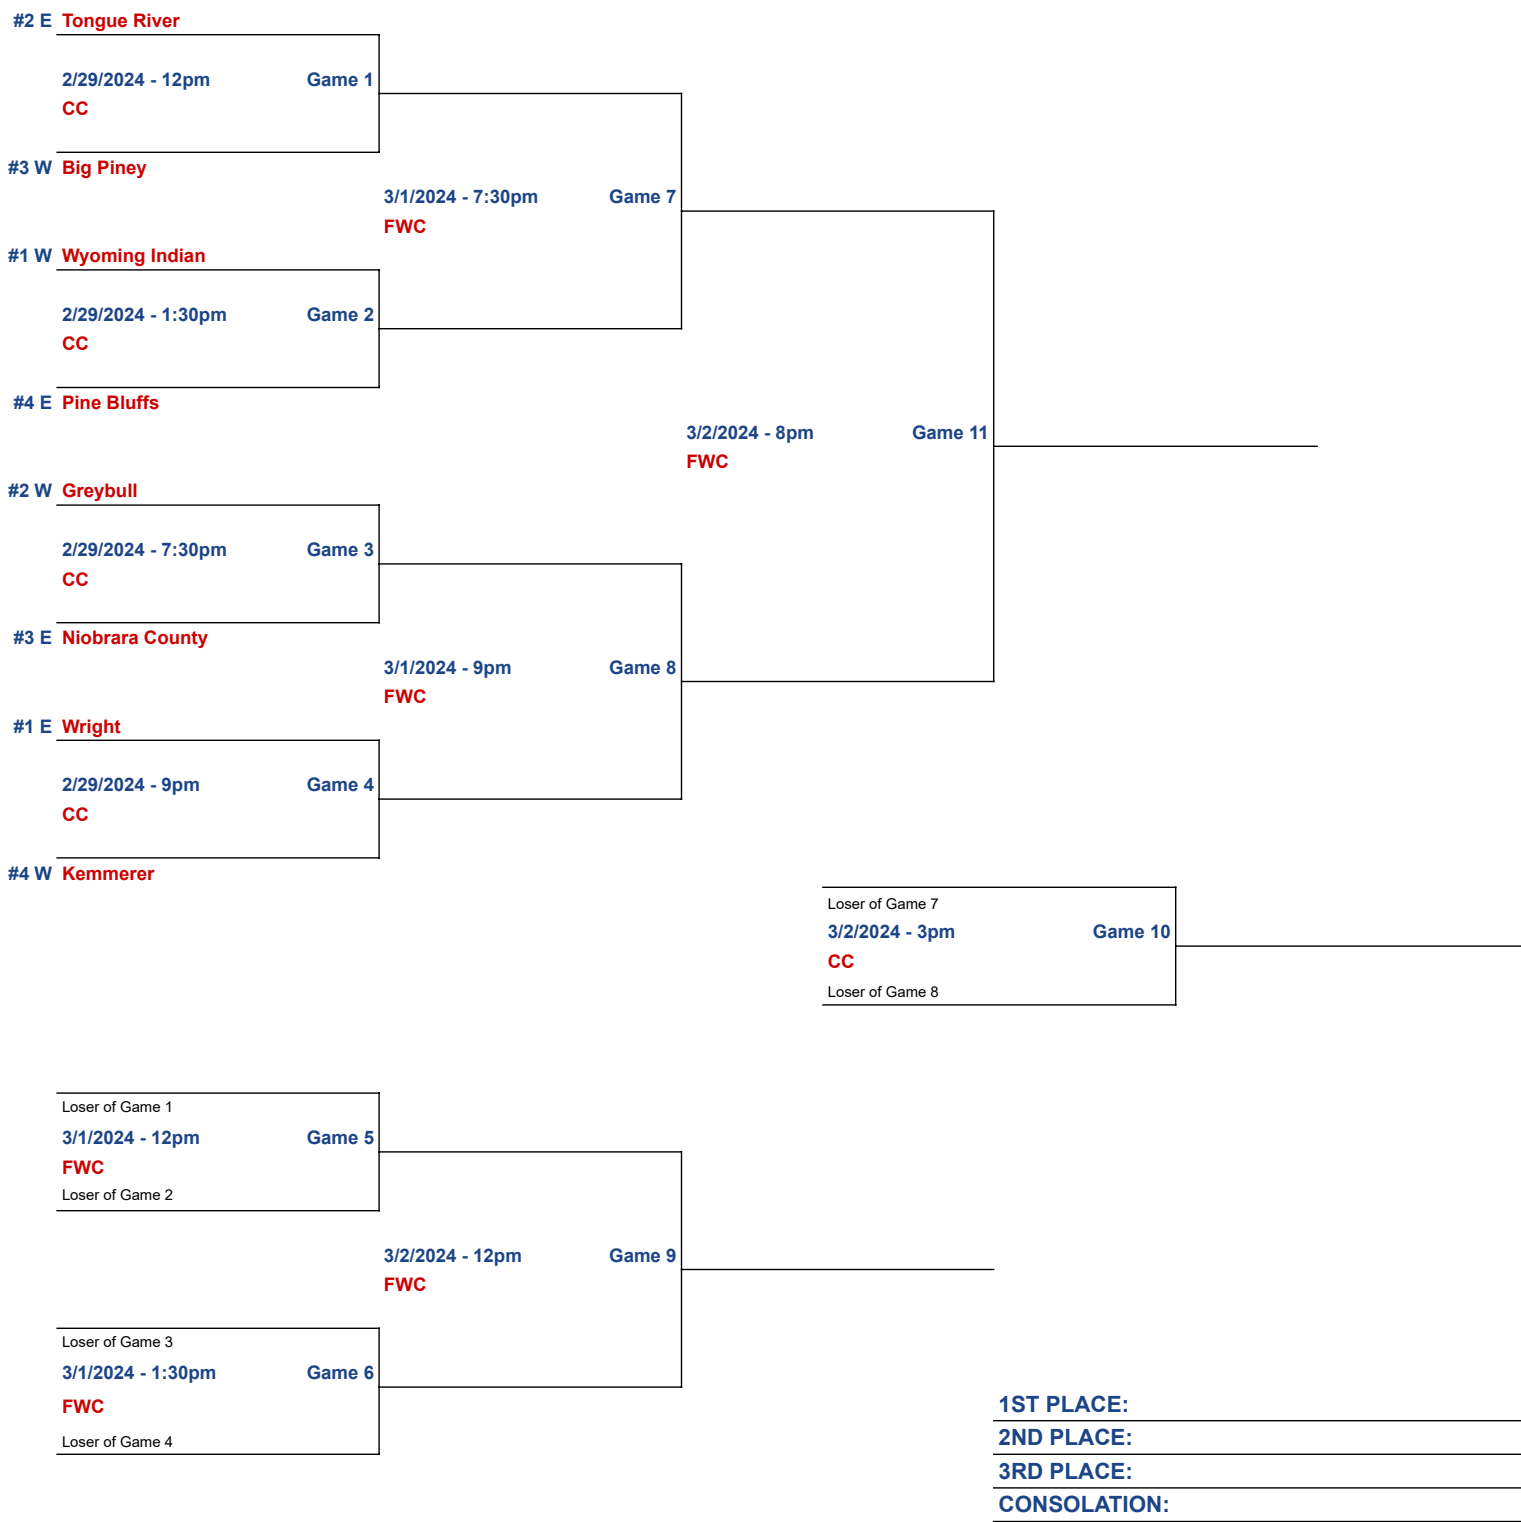 #2 E Tongue River
2/29/2024 - 12pm Game 1
CC
#3 W Big Piney
3/1/2024 - 7:30pm Game 7
FWC
#1 W Wyoming Indian
2/29/2024 - 1:30pm Game 2
CC
#4 E Pine Bluffs
3/2/2024 - 8pm Game 11
FWC
#2 W Greybull
2/29/2024 - 7:30pm Game 3
CC
#3 E Niobrara County
3/1/2024 - 9pm Game 8
FWC
#1 E Wright
2/29/2024 - 9pm Game 4
CC
#4 W Kemmerer
Loser of Game 7
3/2/2024 - 3pm Game 10
CC
Loser of Game 8
Loser of Game 1
3/1/2024 - 12pm Game 5
FWC
Loser of Game 2
3/2/2024 - 12pm Game 9
FWC
Loser of Game 3
3/1/2024 - 1:30pm Game 6
FWC
Loser of Game 4
1ST PLACE:
2ND PLACE:
3RD PLACE:
CONSOLATION: